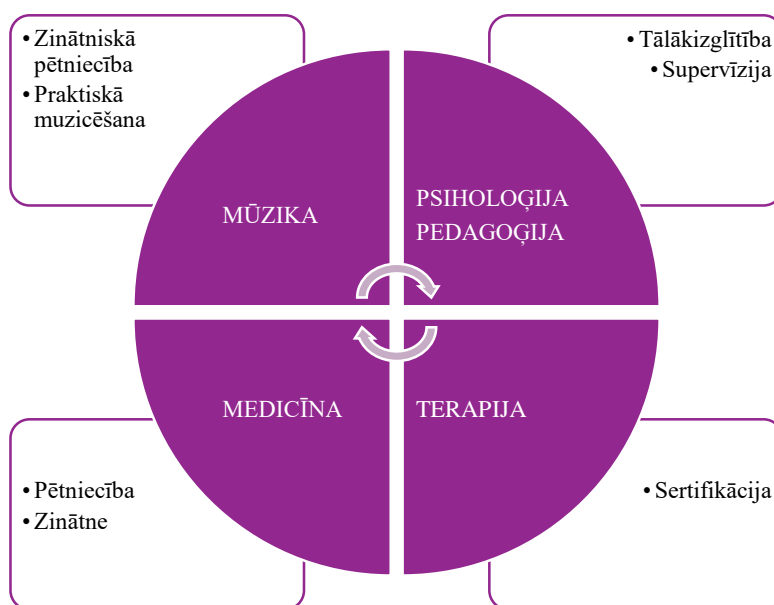 • Zinātniskā
pētniecība
• Praktiskā
muzicēšana
• Tālākizglītība
• Supervīzija
MŪZIKA
PSIHOLOĢIJA
PEDAGOĢIJA
MEDICĪNA
TERAPIJA
• Pētniecība
• Zinātne
• Sertifikācija